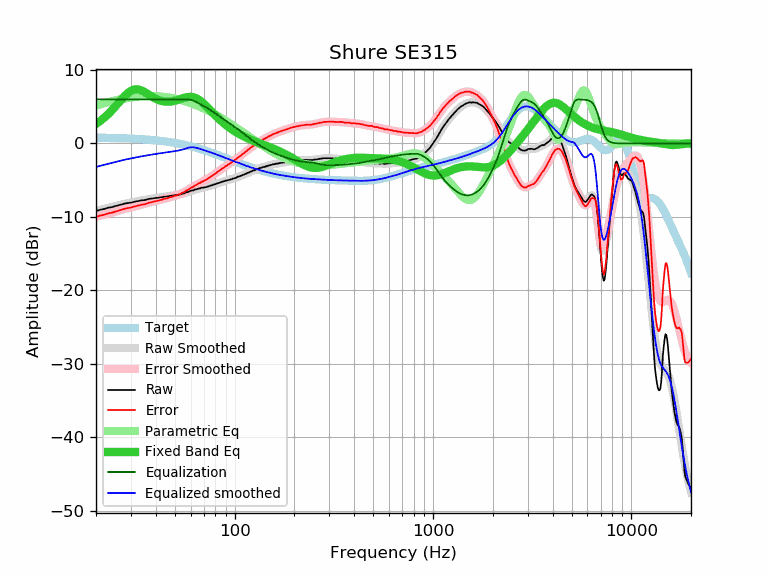 Shure SE315
Amplitude (dBr)
10
0
−10
−20
−30
−40
−50
Target
Raw Smoothed
Error Smoothed
Raw
Error
Parametric Eq
Fixed Band Eq
Equalization
Equalized smoothed
100
1000
10000
Frequency (Hz)